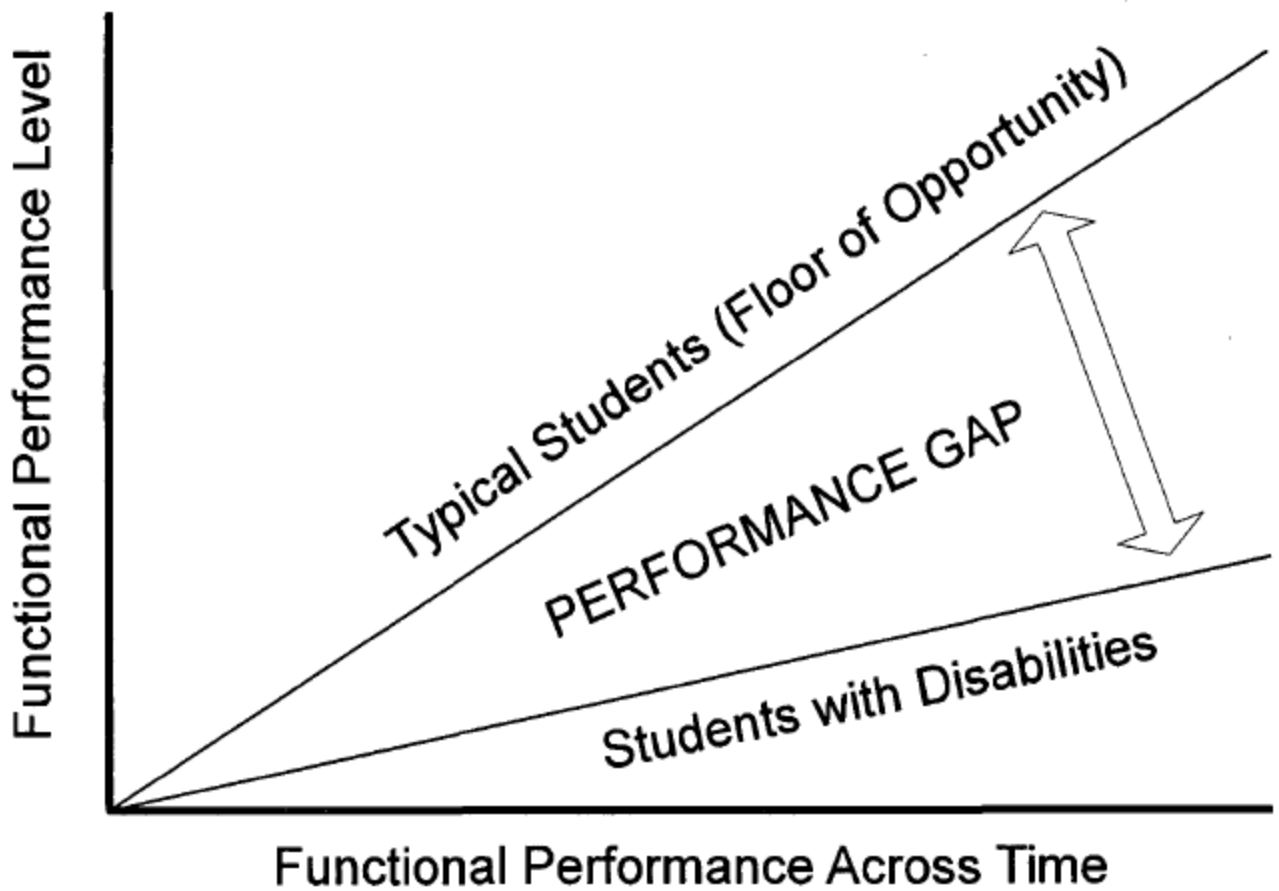 Functional Performance Level
Typical Students (Floor of Opportunity)
PERFORMANCE GAP
Students with Disabilities
Functional Performance Across Time